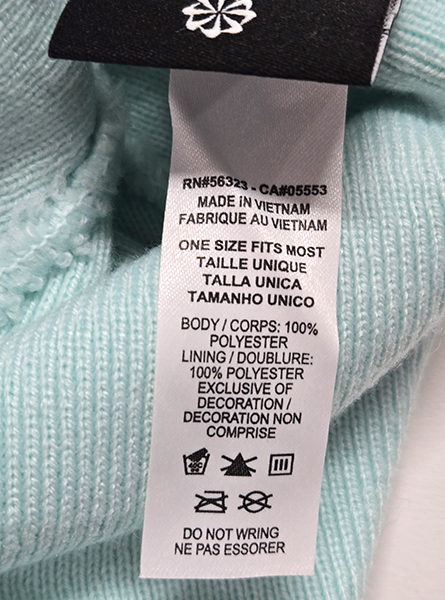 RN#56323 - CA#05553
MADE IN VIETNAM
FABRIQUE AU VIETNAM
ONE SIZE FITS MOST
TAILLE UNIQUE
TALLA UNICA
TAMANHO UNICO
BODY / CORPS: 100%
POLYESTER
LINING / DOUBLURE:
100% POLYESTER
EXCLUSIVE OF
DECORATION /
DECORATION NON
COMPRISE
DO NOT WRING
NE PAS ESSORER